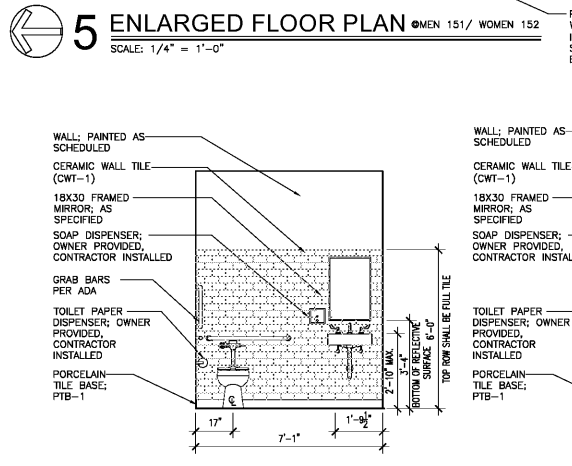 5 ENLARGED FLOOR PLAN @MEN 151/ WOMEN 152
SCALE: 1/4" = 1'-0"
WALL; PAINTED AS
SCHEDULED
CERAMIC WALL TILE
(CWT-1)
18X30 FRAMED
MIRROR; AS
SPECIFIED
SOAP DISPENSER;
OWNER PROVIDED,
CONTRACTOR INSTALLED
GRAB BARS
PER ADA
TOILET PAPER
DISPENSER; OWNER
PROVIDED,
CONTRACTOR
INSTALLED
PORCELAIN
TILE BASE;
PTB-1
2'-10" MAX.
3'-4"
BOTTOM OF REFLECTIVE
SURFACE
6'-0"
TOP ROW SHALL BE FULL TILE
17"
1'-9½"
7'-1"
WALL; PAINTED AS
SCHEDULED
CERAMIC WALL TILE
(CWT-1)
18X30 FRAMED
MIRROR; AS
SPECIFIED
SOAP DISPENSER;
OWNER PROVIDED,
CONTRACTOR INSTAL
TOILET PAPER
DISPENSER; OWNER
PROVIDED,
CONTRACTOR
INSTALLED
PORCELAIN
TILE BASE;
PTB-1